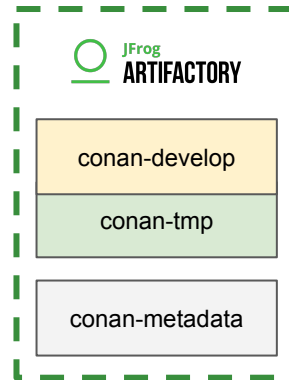 JFrog
ARTIFACTORY
conan-develop
conan-tmp
conan-metadata